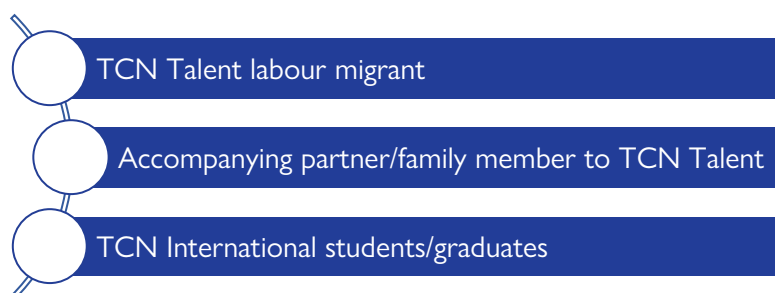 TCN Talent labour migrant
Accompanying partner/family member to TCN Talent
TCN International students/graduates